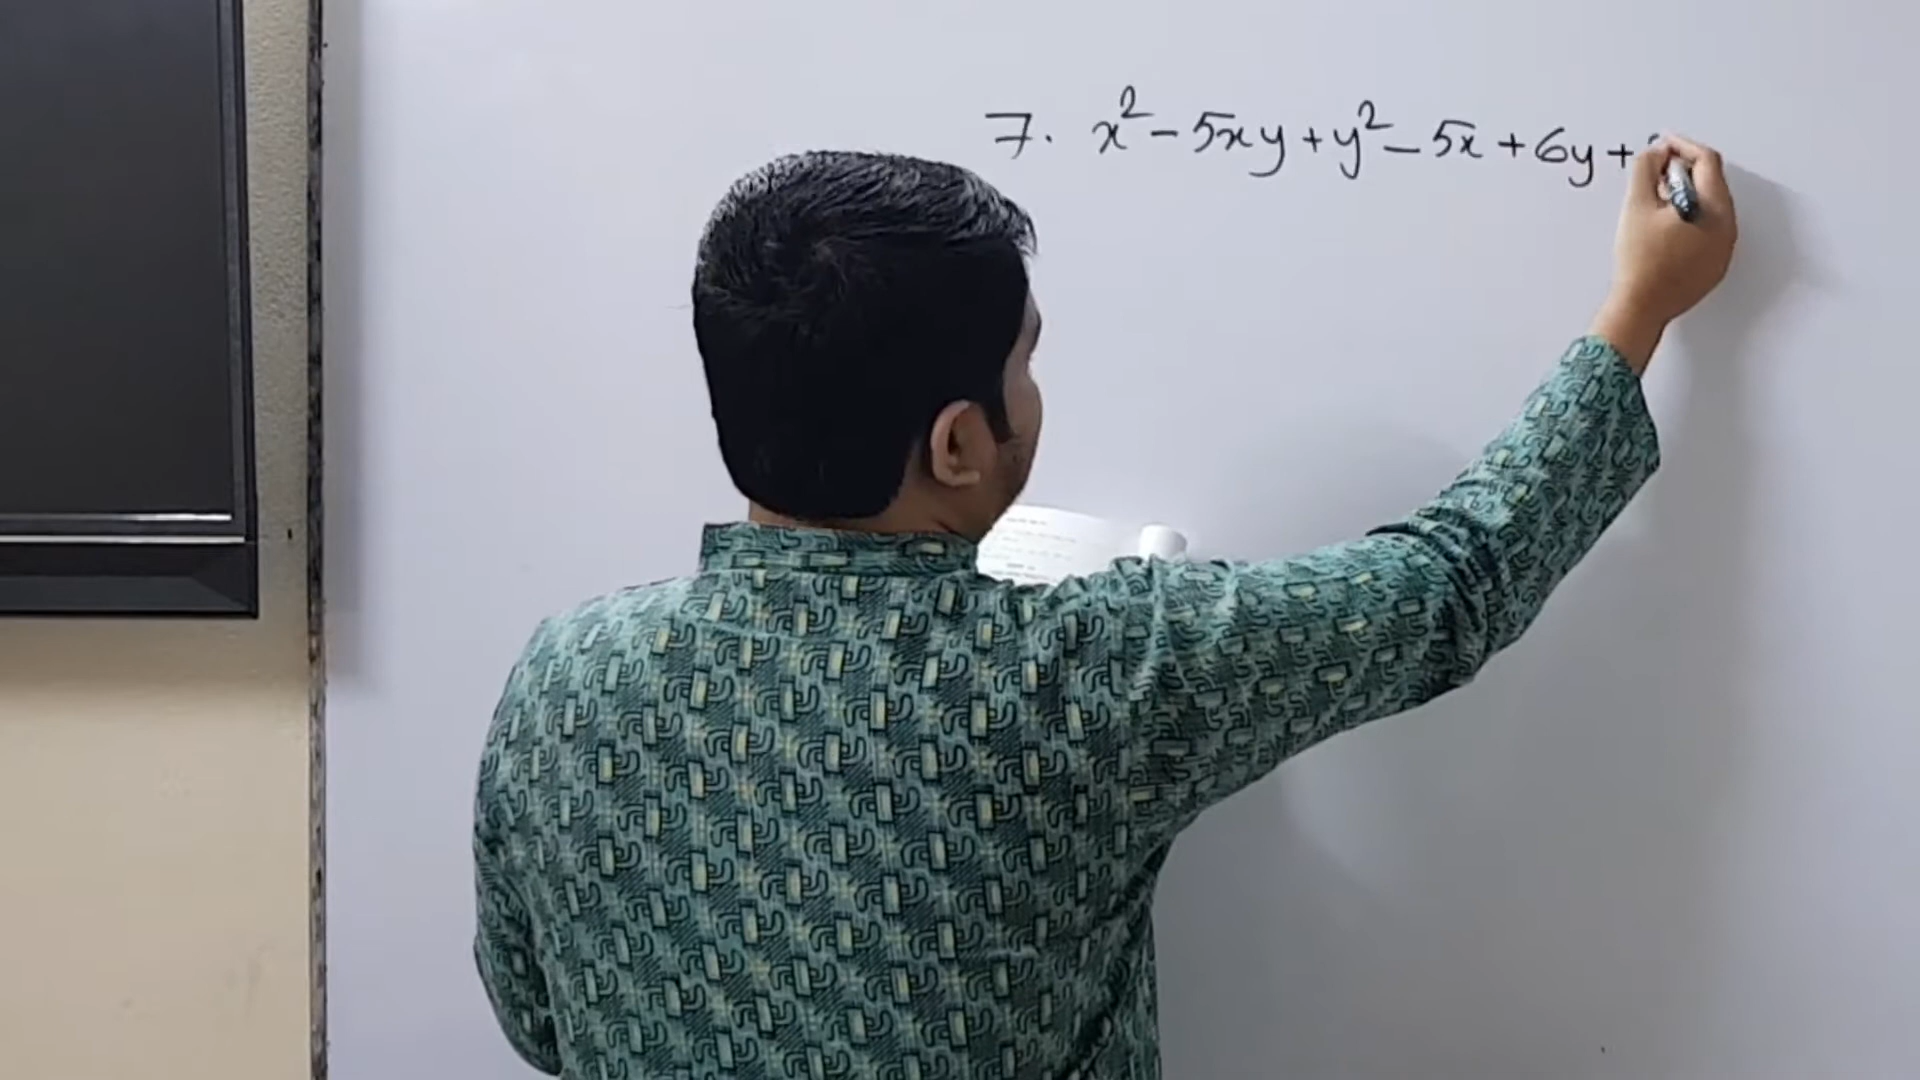 7. x² - 5xy + y² - 5x + 6y +